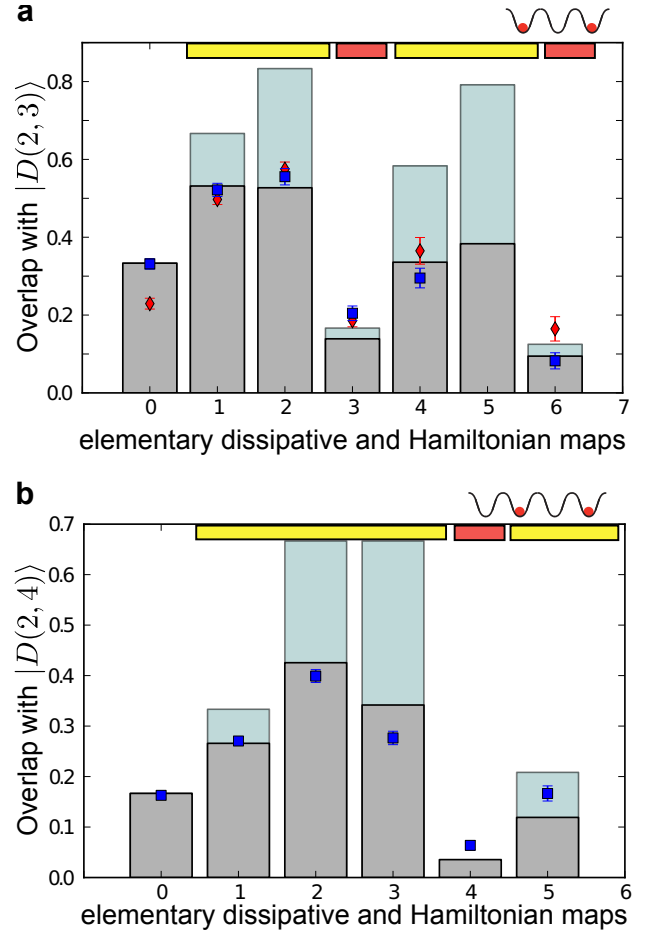 a
Overlap with |D(2, 3)⟩
0.8
0.6
0.4
0.2
0.0
0 1 2 3 4 5 6 7
elementary dissipative and Hamiltonian maps
b
Overlap with |D(2, 4)⟩
0.7
0.6
0.5
0.4
0.3
0.2
0.1
0.0
0 1 2 3 4 5 6
elementary dissipative and Hamiltonian maps